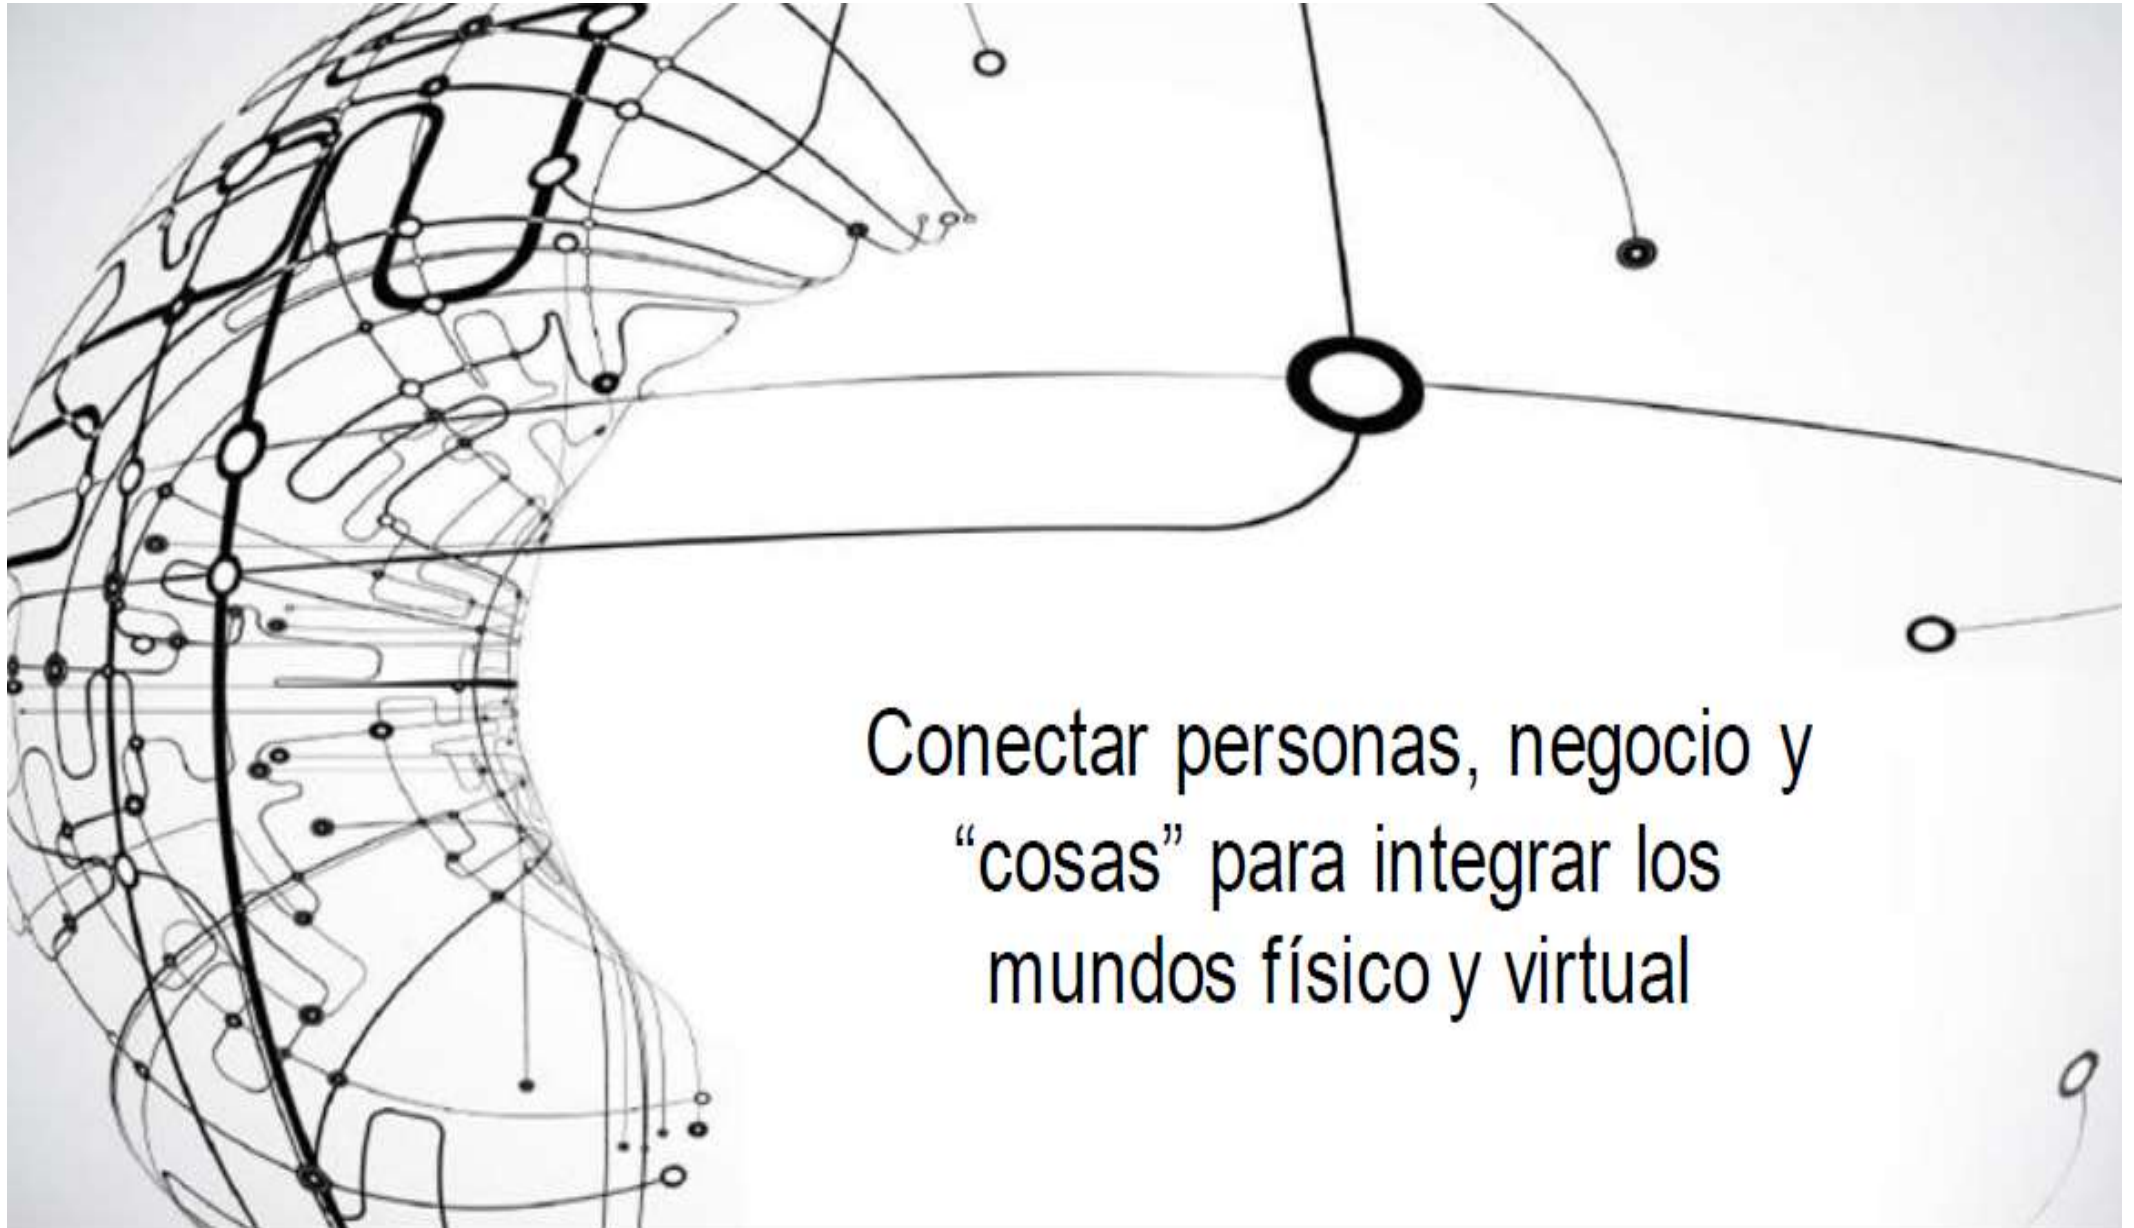 Conectar personas, negocio y
“cosas” para integrar los
mundos físico y virtual